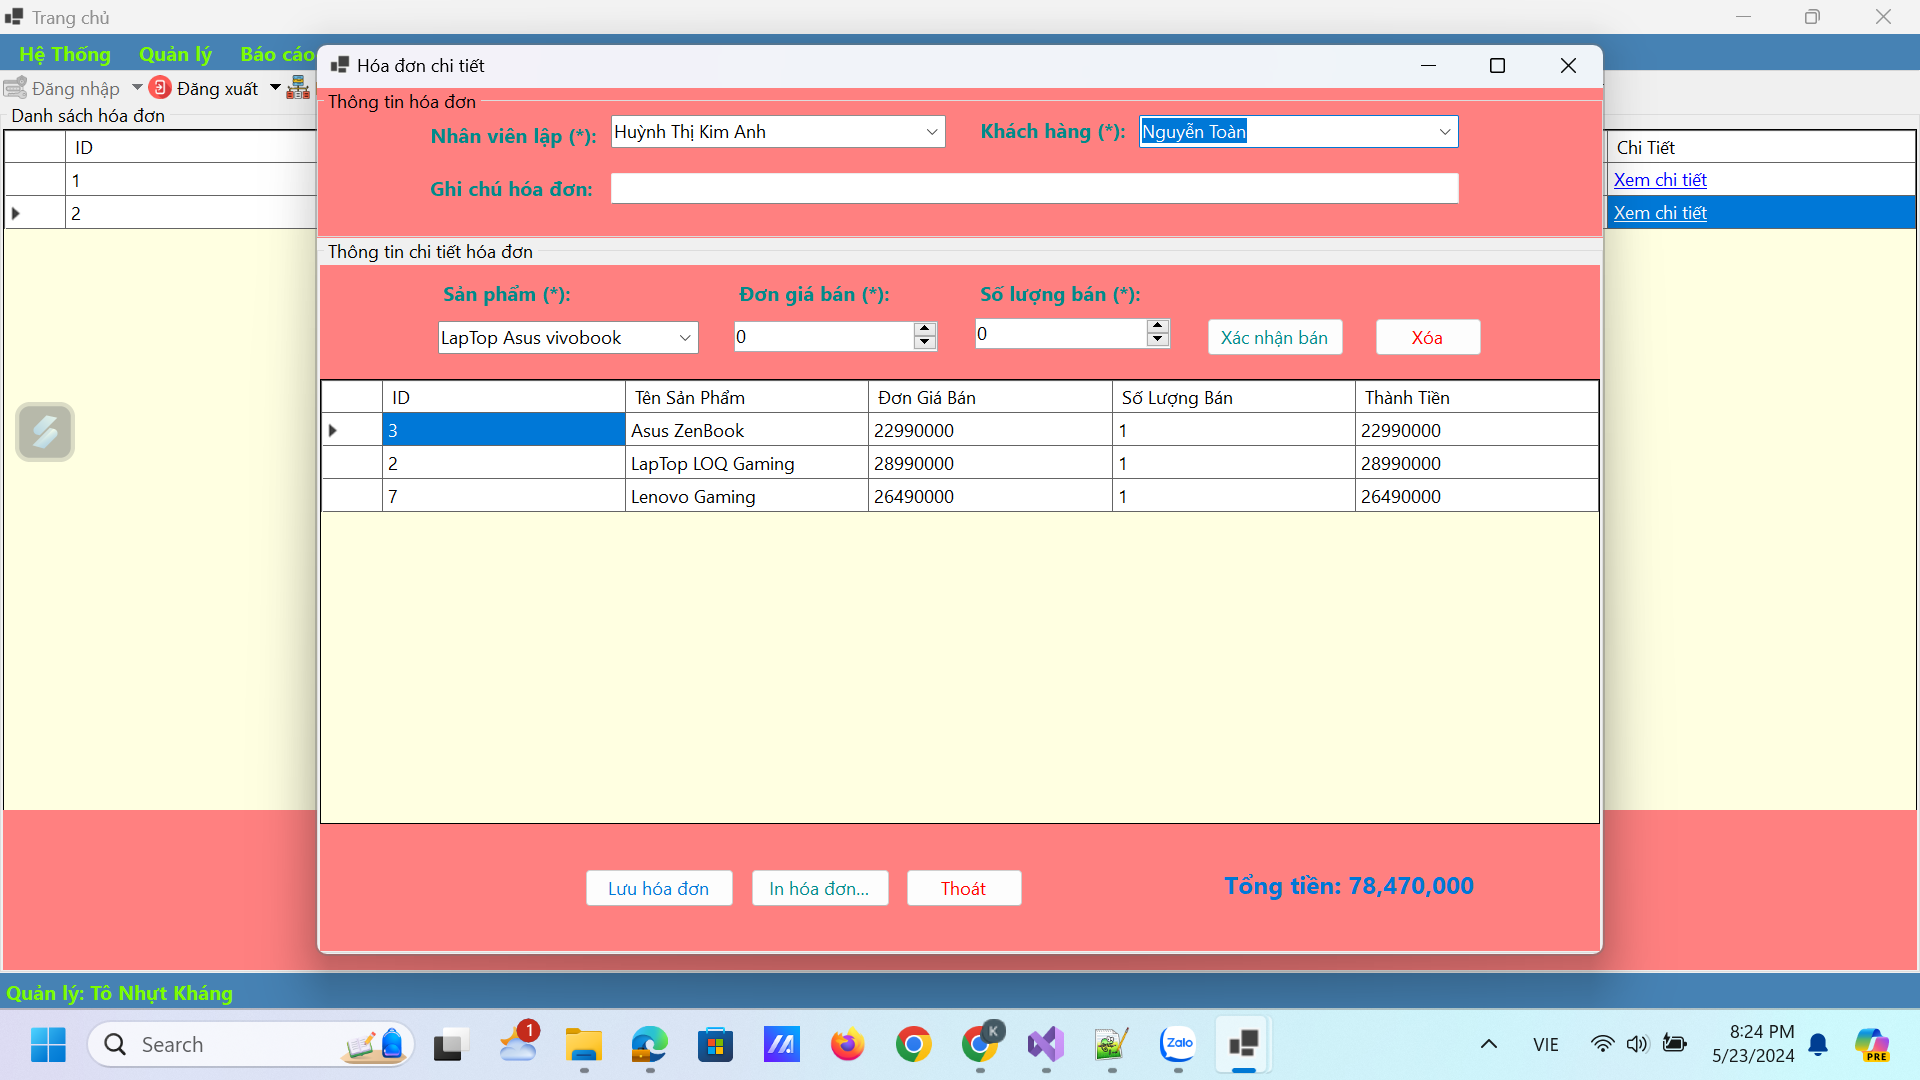 Trang chủ
Hệ Thống Quản lý Báo cáo
Đăng nhập Đăng xuất
Danh sách hóa đơn
ID Chi Tiết
1 Xem chi tiết
2 Xem chi tiết
Hóa đơn chi tiết
Thông tin hóa đơn
Nhân viên lập (*): Huỳnh Thị Kim Anh Khách hàng (*): Nguyễn Toàn
Ghi chú hóa đơn:
Thông tin chi tiết hóa đơn
Sản phẩm (*): Đơn giá bán (*): Số lượng bán (*):
LapTop Asus vivobook 0 0 Xác nhận bán Xóa
ID Tên Sản Phẩm Đơn Giá Bán Số Lượng Bán Thành Tiền
3 Asus ZenBook 22990000 1 22990000
2 LapTop LOQ Gaming 28990000 1 28990000
7 Lenovo Gaming 26490000 1 26490000
Lưu hóa đơn In hóa đơn... Thoát Tổng tiền: 78,470,000
Quản lý: Tô Nhựt Kháng
Search 1 K Zalo VIE 8:24 PM
5/23/2024 PRE